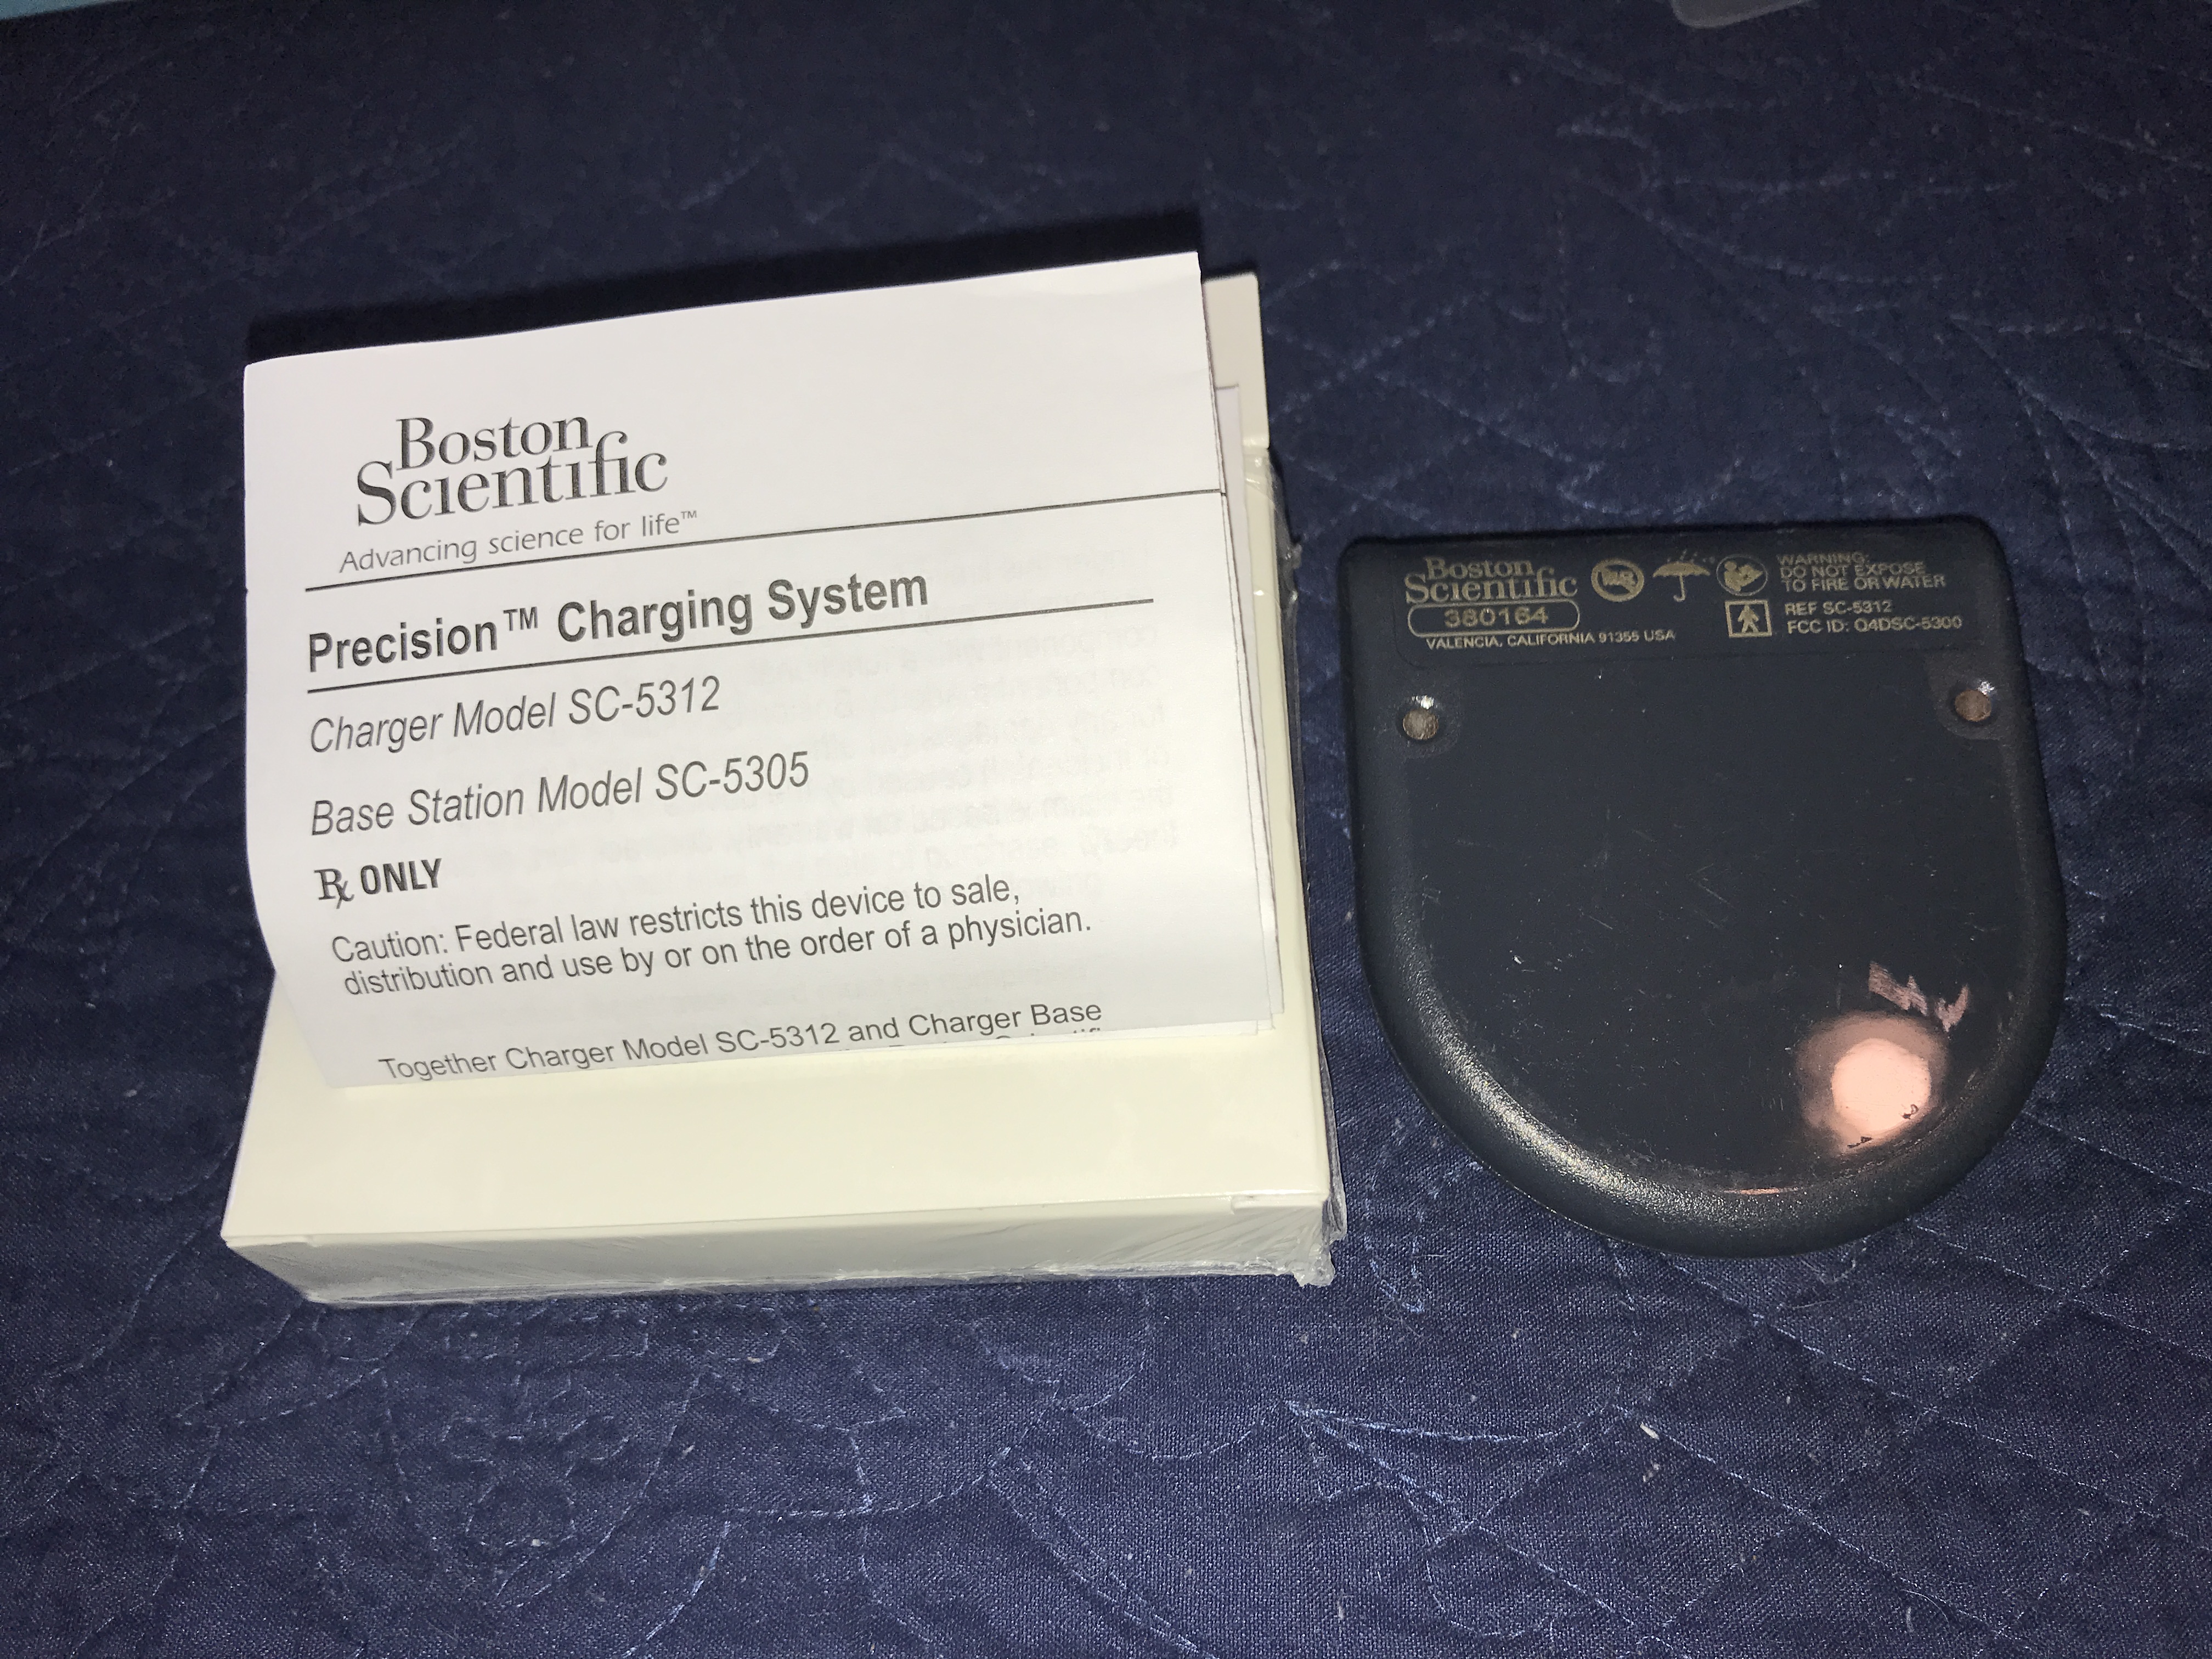 Boston
Scientific
Advancing science for life™
Precision™ Charging System
Charger Model SC-5312
Base Station Model SC-5305
℞ ONLY
Caution: Federal law restricts this device to sale,
distribution and use by or on the order of a physician.
Together Charger Model SC-5312 and Charger Base
Boston
Scientific
380164
VALENCIA, CALIFORNIA 91355 USA
WARNING:
DO NOT EXPOSE
TO FIRE OR WATER
REF SC-5312
FCC ID: Q4DSC-5300